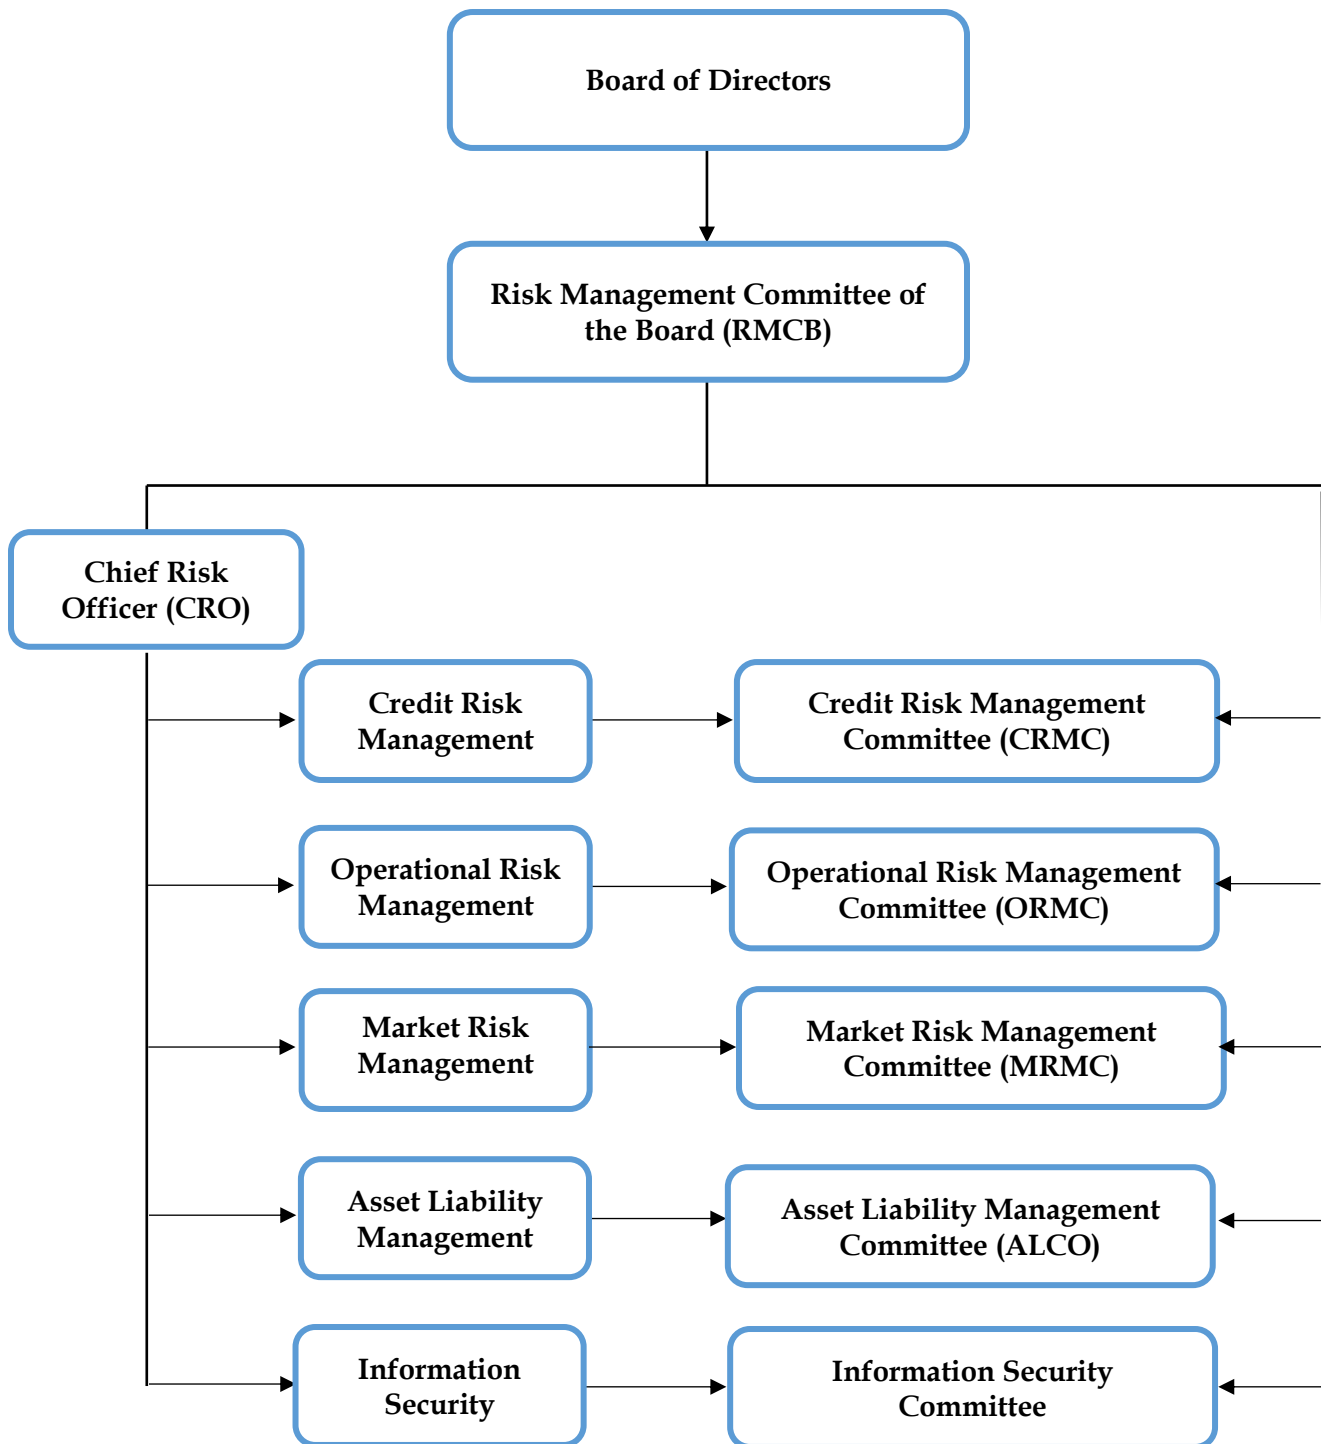 Board of Directors
Risk Management Committee of
the Board (RMCB)
Chief Risk
Officer (CRO)
Credit Risk
Management
Credit Risk Management
Committee (CRMC)
Operational Risk
Management
Operational Risk Management
Committee (ORMC)
Market Risk
Management
Market Risk Management
Committee (MRMC)
Asset Liability
Management
Asset Liability Management
Committee (ALCO)
Information
Security
Information Security
Committee